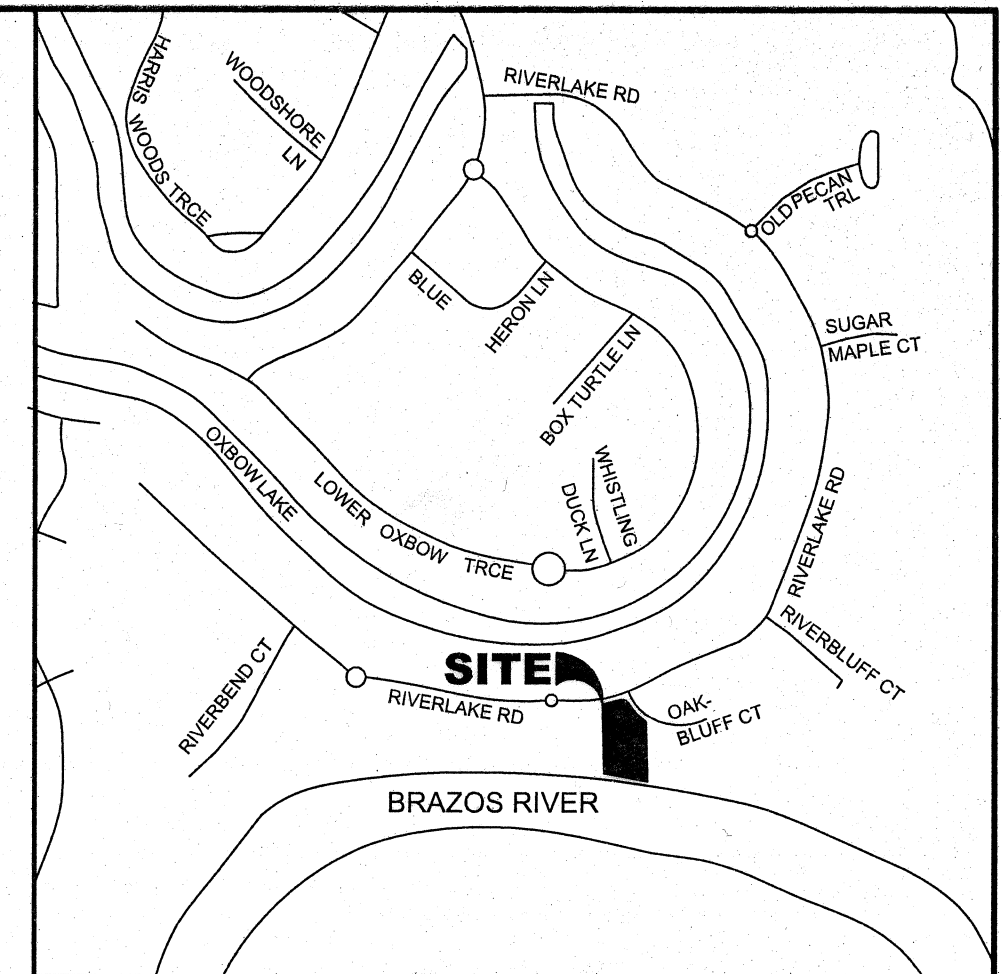 HARRIS WOODS TRCE
WOODSHORE
LN
RIVERLAKE RD
OLD PECAN
TRL
BLUE
HERON LN
SUGAR
MAPLE CT
BOX TURTLE LN
OXBOW LAKE
LOWER OXBOW TRCE
WHISTLING
DUCK LN
RIVERLAKE RD
RIVERBLUFF CT
RIVERBEND CT
SITE
RIVERLAKE RD
OAK-
BLUFF CT
BRAZOS RIVER